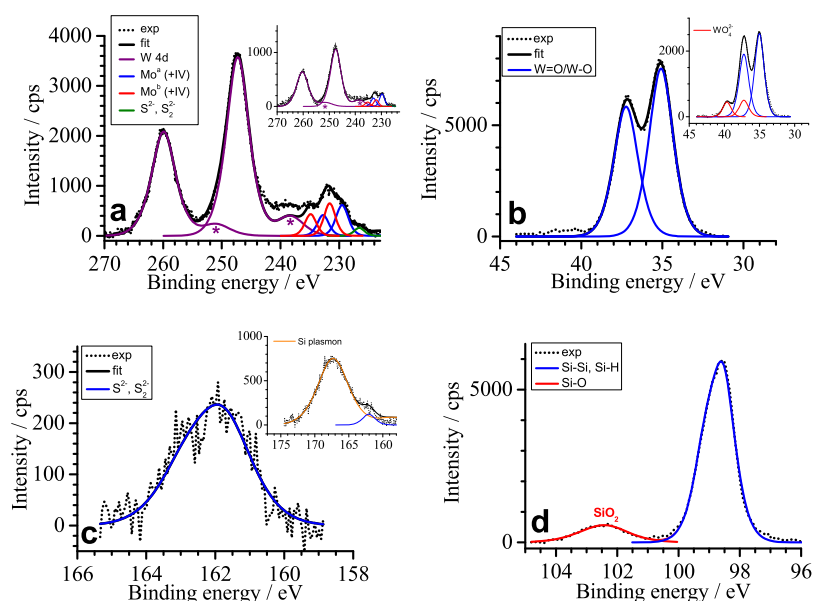 exp
fit
W 4d
Moᵃ (+IV)
Moᵇ (+IV)
S²⁻, S₂²⁻
4000
3000
2000
1000
0
Intensity / cps
a
*
*
270 260 250 240 230
Binding energy / eV
1000
0
*
*
270 260 250 240 230
exp
fit
W=O/W-O
8000
4000
0
Intensity / cps
b
45 40 35 30
Binding energy / eV
WO₄²⁻
2000
0
45 40 35 30
exp
fit
S²⁻, S₂²⁻
300
200
100
0
Intensity / cps
c
166 164 162 160 158
Binding energy / eV
Si plasmon
1000
500
0
175 170 165 160
exp
Si-Si, Si-H
Si-O
5000
0
Intensity / cps
SiO₂
d
104 102 100 98 96
Binding energy / eV